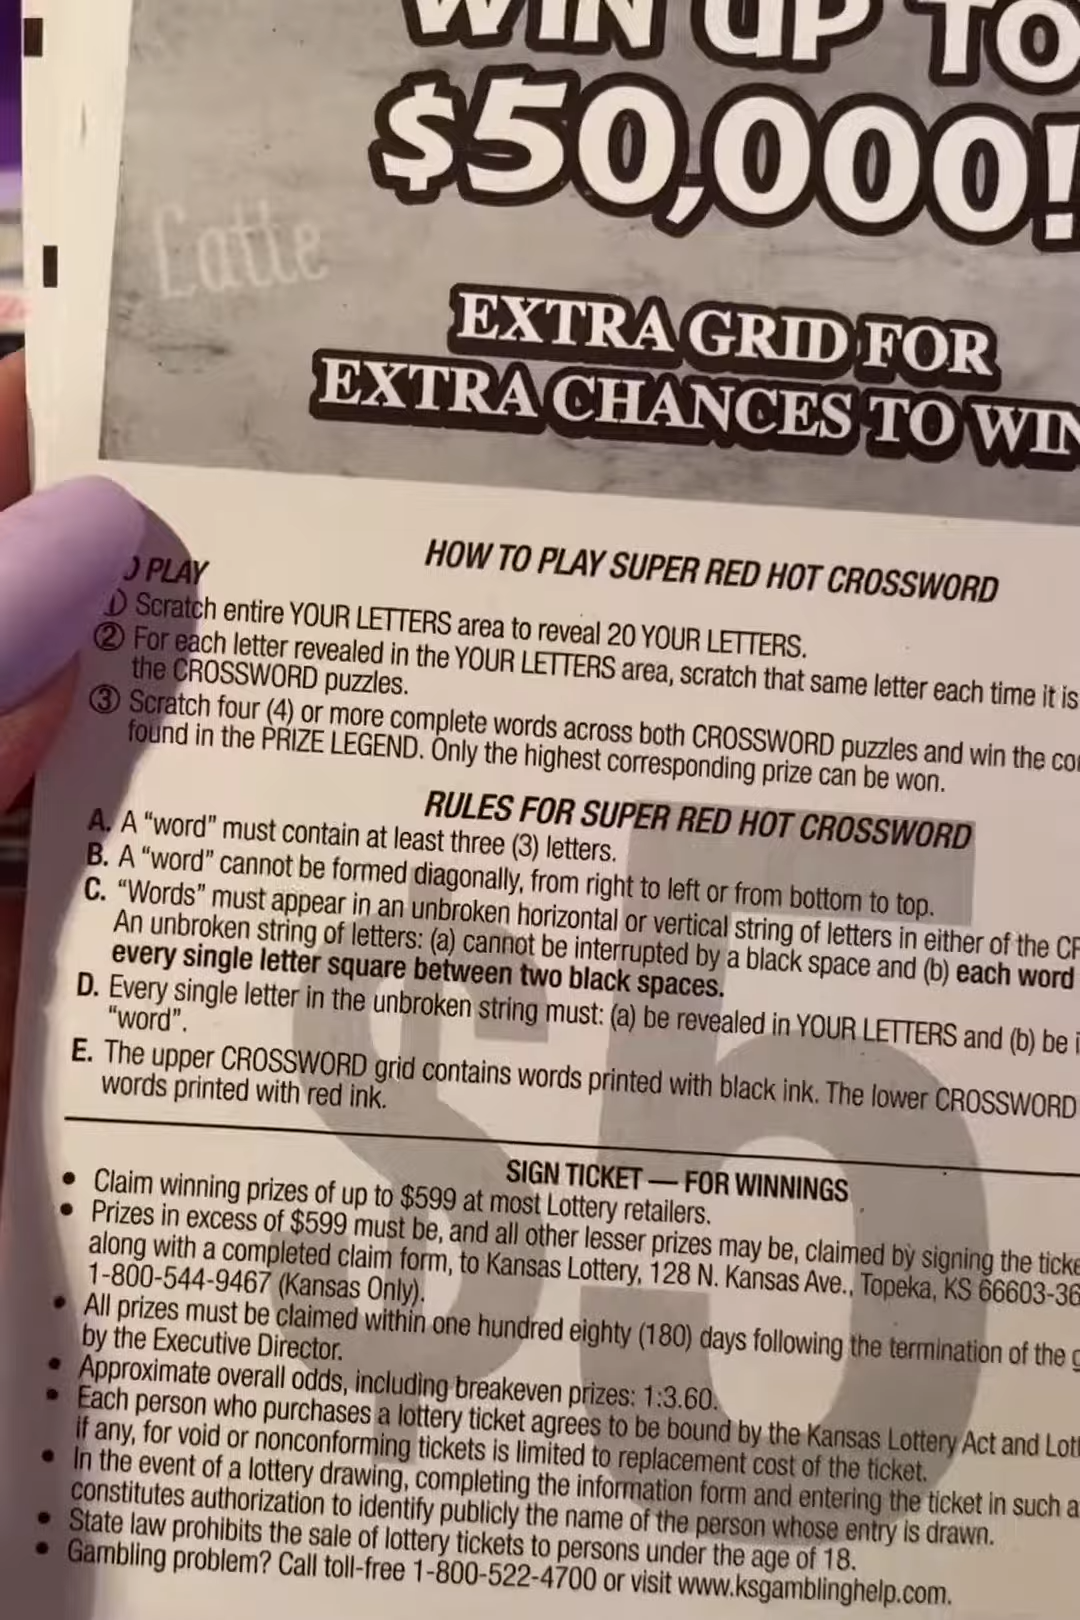 WIN UP TO
$50,000!
Latte
EXTRA GRID FOR
EXTRA CHANCES TO WIN
PLAY
HOW TO PLAY SUPER RED HOT CROSSWORD
① Scratch entire YOUR LETTERS area to reveal 20 YOUR LETTERS.
② For each letter revealed in the YOUR LETTERS area, scratch that same letter each time it is
the CROSSWORD puzzles.
③ Scratch four (4) or more complete words across both CROSSWORD puzzles and win the
found in the PRIZE LEGEND. Only the highest corresponding prize can be won.
RULES FOR SUPER RED HOT CROSSWORD
A. A “word” must contain at least three (3) letters.
B. A “word” cannot be formed diagonally, from right to left or from bottom to top.
C. “Words” must appear in an unbroken horizontal or vertical string of letters in either of the
An unbroken string of letters: (a) cannot be interrupted by a black space and (b) each word
every single letter square between two black spaces.
D. Every single letter in the unbroken string must: (a) be revealed in YOUR LETTERS and (b) be
“word”.
E. The upper CROSSWORD grid contains words printed with black ink. The lower CROSSWORD
words printed with red ink.
$5
SIGN TICKET — FOR WINNINGS
• Claim winning prizes of up to $599 at most Lottery retailers.
• Prizes in excess of $599 must be, and all other lesser prizes may be, claimed by signing the
along with a completed claim form, to Kansas Lottery, 128 N. Kansas Ave., Topeka, KS 66603-36
1-800-544-9467 (Kansas Only).
• All prizes must be claimed within one hundred eighty (180) days following the termination of the
by the Executive Director.
• Approximate overall odds, including breakeven prizes: 1:3.60.
• Each person who purchases a lottery ticket agrees to be bound by the Kansas Lottery Act and
if any, for void or nonconforming tickets is limited to replacement cost of the ticket.
• In the event of a lottery drawing, completing the information form and entering the ticket in such a
constitutes authorization to identify publicly the name of the person whose entry is drawn.
• State law prohibits the sale of lottery tickets to persons under the age of 18.
• Gambling problem? Call toll-free 1-800-522-4700 or visit www.ksgamblinghelp.com.